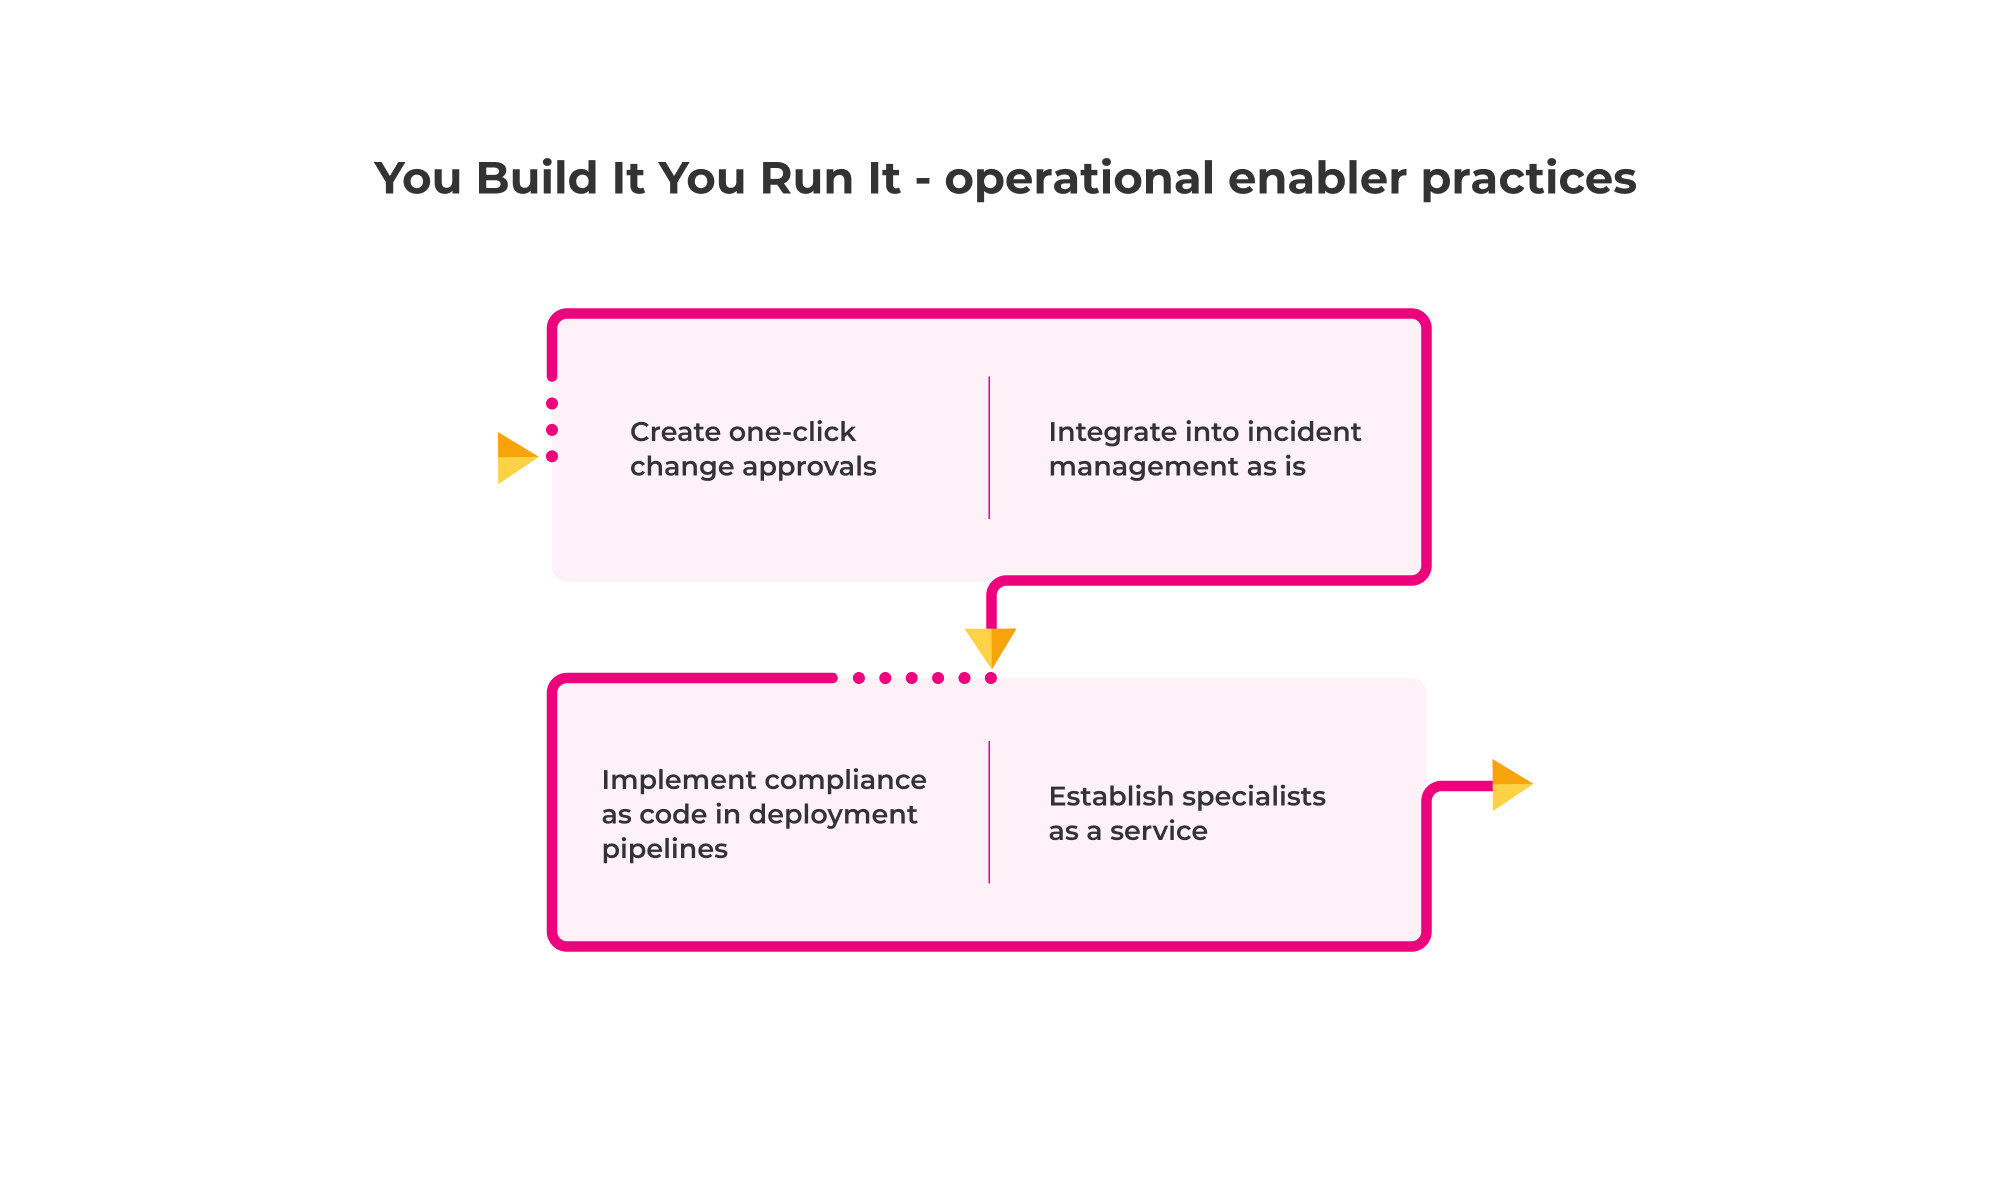 You Build It You Run It - operational enabler practices
Create one-click
change approvals
Integrate into incident
management as is
Implement compliance
as code in deployment
pipelines
Establish specialists
as a service